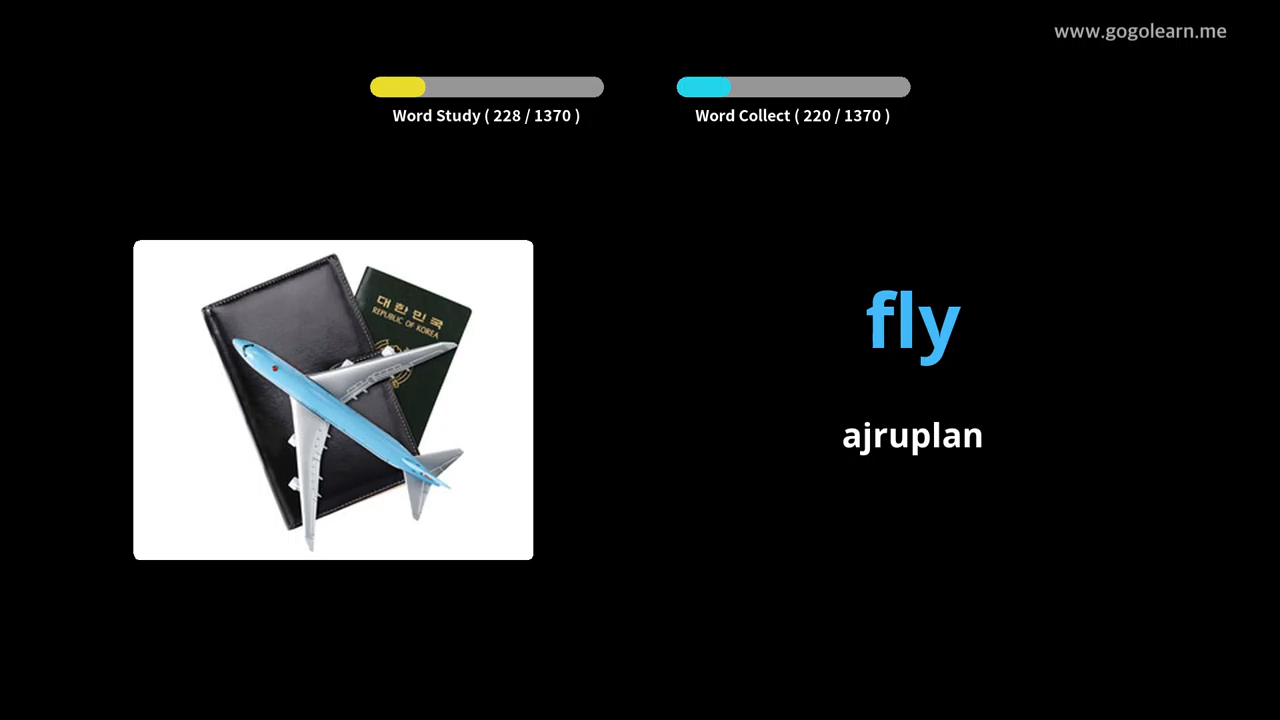 www.gogolearn.me
Word Study ( 228 / 1370 )
Word Collect ( 220 / 1370 )
대한민국
REPUBLIC OF KOREA
fly
ajruplan